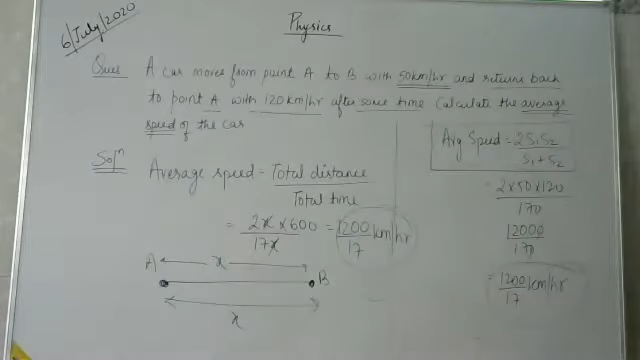 6/July/2020
Physics
Ques A car moves from point A to B with 50km/hr and returns back
to point A with 120 km/hr after some time Calculate the average
speed of the car
Avg Speed = 2S₁S₂
S₁+S₂
Solⁿ Average speed = Total distance
Total time
= 2x × 600 = 1200 km/hr
17x 17
= 2×50×120
170
12000
170
= 1200 km/hr
17
A x B
x